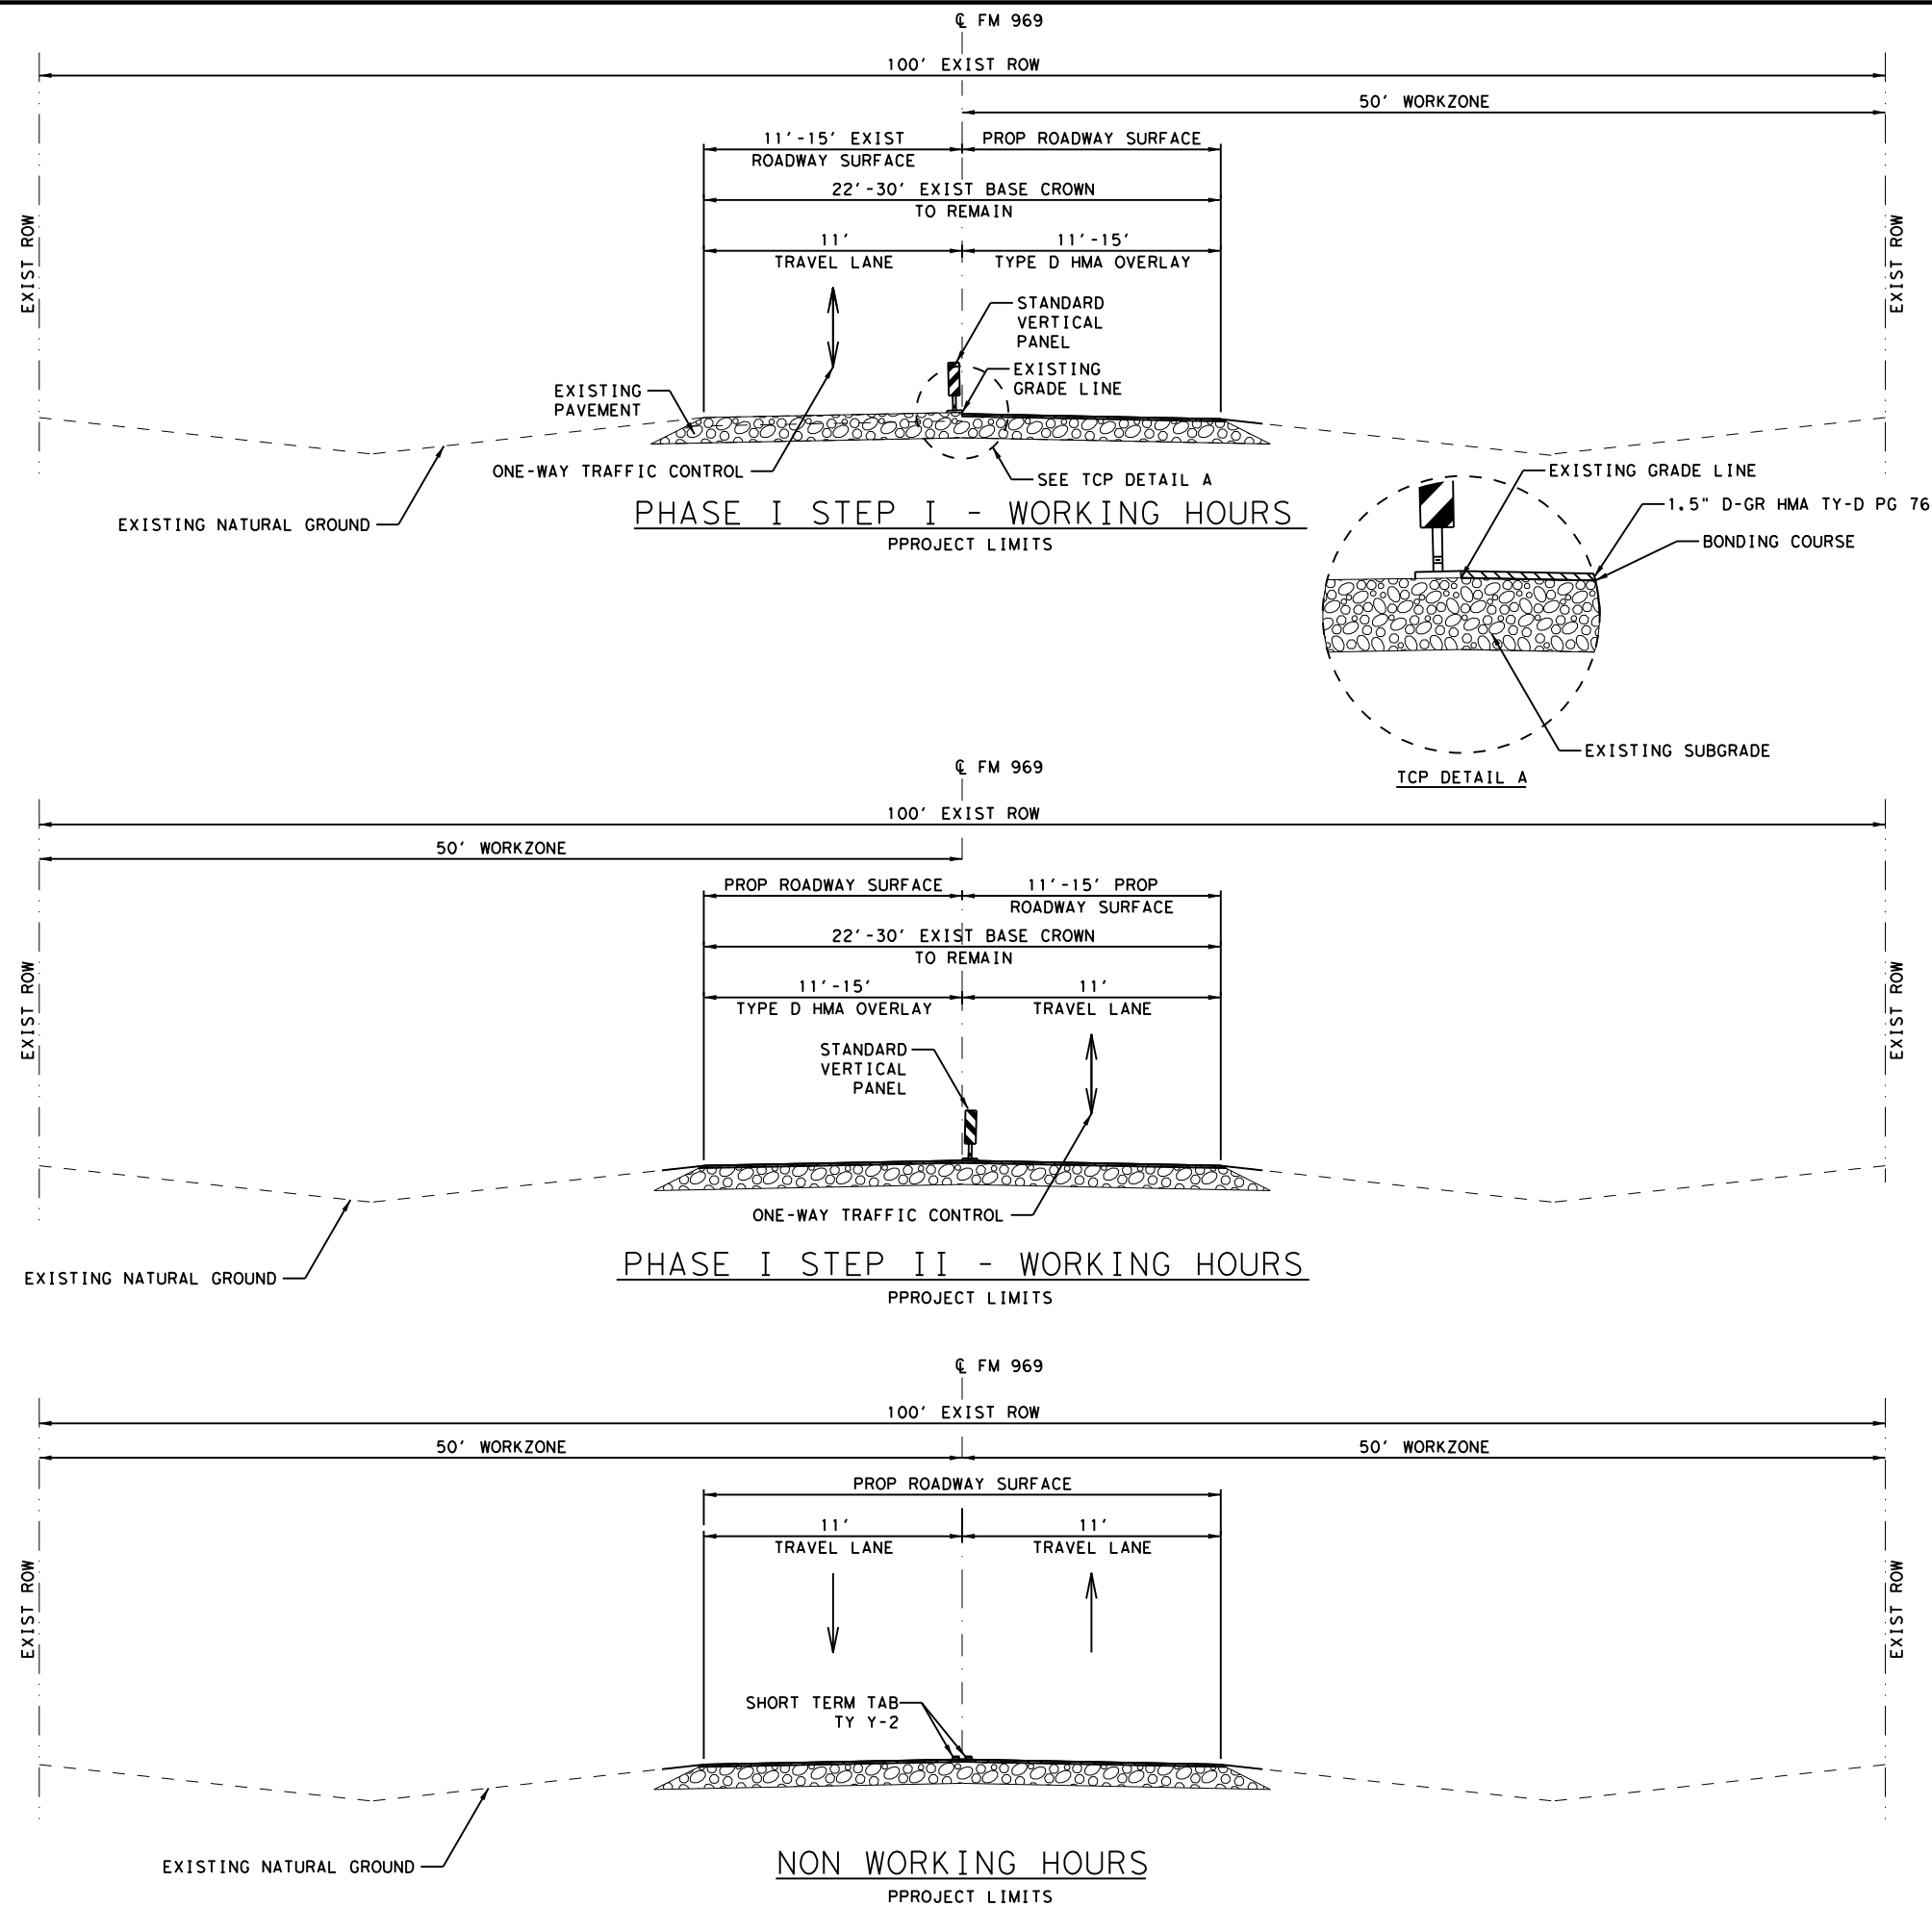 ℄ FM 969
100' EXIST ROW
50' WORKZONE
11'-15' EXIST
ROADWAY SURFACE
PROP ROADWAY SURFACE
22'-30' EXIST BASE CROWN
TO REMAIN
11'
TRAVEL LANE
11'-15'
TYPE D HMA OVERLAY
EXIST ROW
EXIST ROW
STANDARD
VERTICAL
PANEL
EXISTING
GRADE LINE
EXISTING
PAVEMENT
ONE-WAY TRAFFIC CONTROL
SEE TCP DETAIL A
EXISTING NATURAL GROUND
PHASE I STEP I - WORKING HOURS
PPROJECT LIMITS
EXISTING GRADE LINE
1.5" D-GR HMA TY-D PG 76
BONDING COURSE
EXISTING SUBGRADE
TCP DETAIL A
℄ FM 969
100' EXIST ROW
50' WORKZONE
PROP ROADWAY SURFACE
11'-15' PROP
ROADWAY SURFACE
22'-30' EXIST BASE CROWN
TO REMAIN
11'-15'
TYPE D HMA OVERLAY
11'
TRAVEL LANE
EXIST ROW
EXIST ROW
STANDARD
VERTICAL
PANEL
ONE-WAY TRAFFIC CONTROL
EXISTING NATURAL GROUND
PHASE I STEP II - WORKING HOURS
PPROJECT LIMITS
℄ FM 969
100' EXIST ROW
50' WORKZONE
50' WORKZONE
PROP ROADWAY SURFACE
11'
TRAVEL LANE
11'
TRAVEL LANE
EXIST ROW
EXIST ROW
SHORT TERM TAB
TY Y-2
EXISTING NATURAL GROUND
NON WORKING HOURS
PPROJECT LIMITS